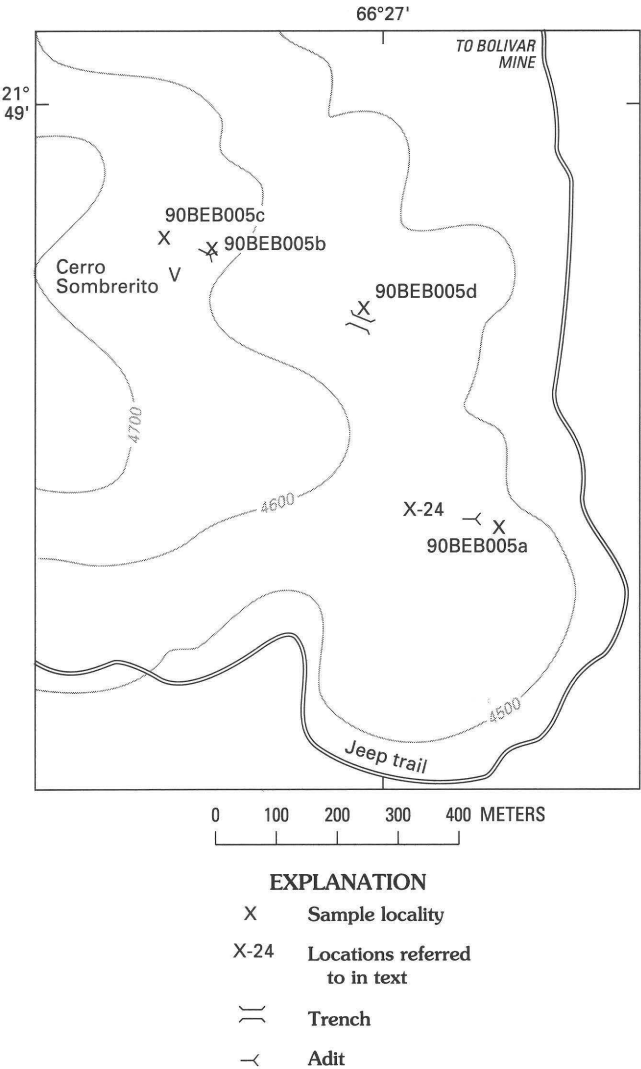 66°27'
TO BOLIVAR
MINE
21°
49'
90BEB005c
X
X 90BEB005b
Cerro
Sombrerito
V
90BEB005d
X
4700
4600
X-24
X
90BEB005a
4500
Jeep trail
0 100 200 300 400 METERS
EXPLANATION
X Sample locality
X-24 Locations referred
to in text
Trench
Adit